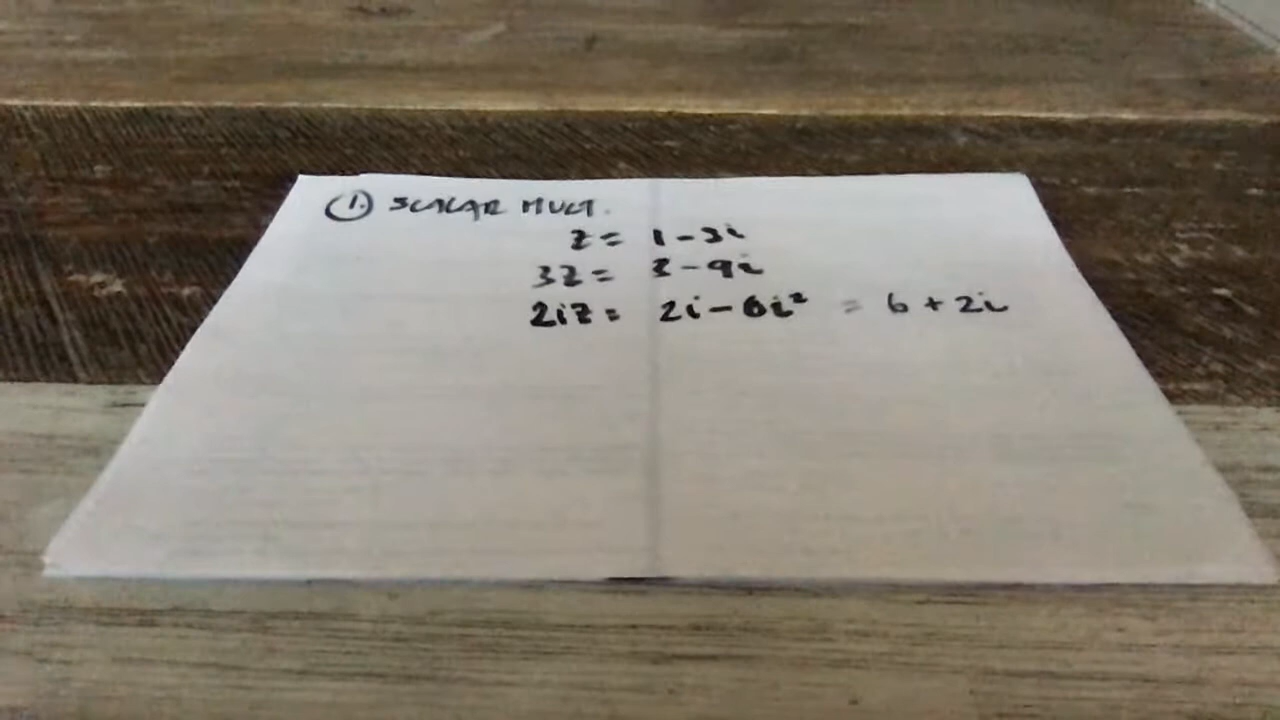 1. SCALAR MULT.
z = 1 - 3i
3z = 3 - 9i
2iz = 2i - 6i² = 6 + 2i